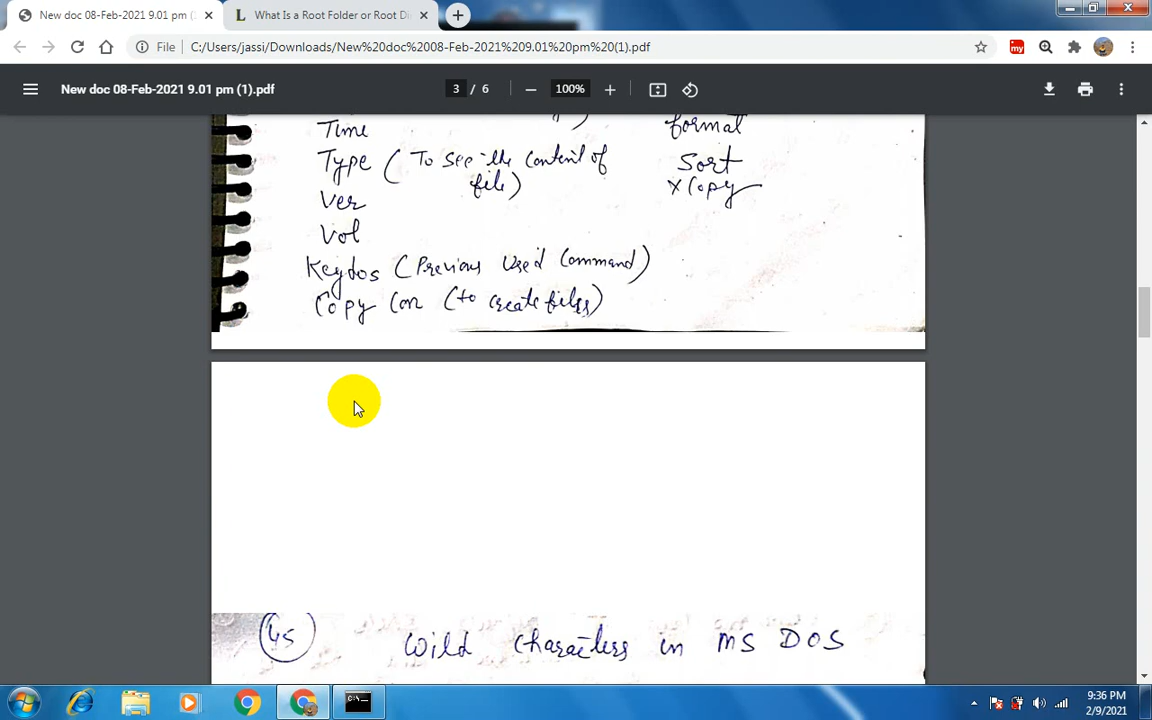 New doc 08-Feb-2021 9.01 pm (
What Is a Root Folder or Root Di
File C:/Users/jassi/Downloads/New%20doc%2008-Feb-2021%209.01%20pm%20(1).pdf
my
New doc 08-Feb-2021 9.01 pm (1).pdf
3 / 6
100%
Time
format
Type (To see the content of
file)
Sort
XCopy
Ver
Vol
Keydos (Previous Used Command)
Copy Con (to create files)
45
Wild characters in MS DOS
9:36 PM
2/9/2021